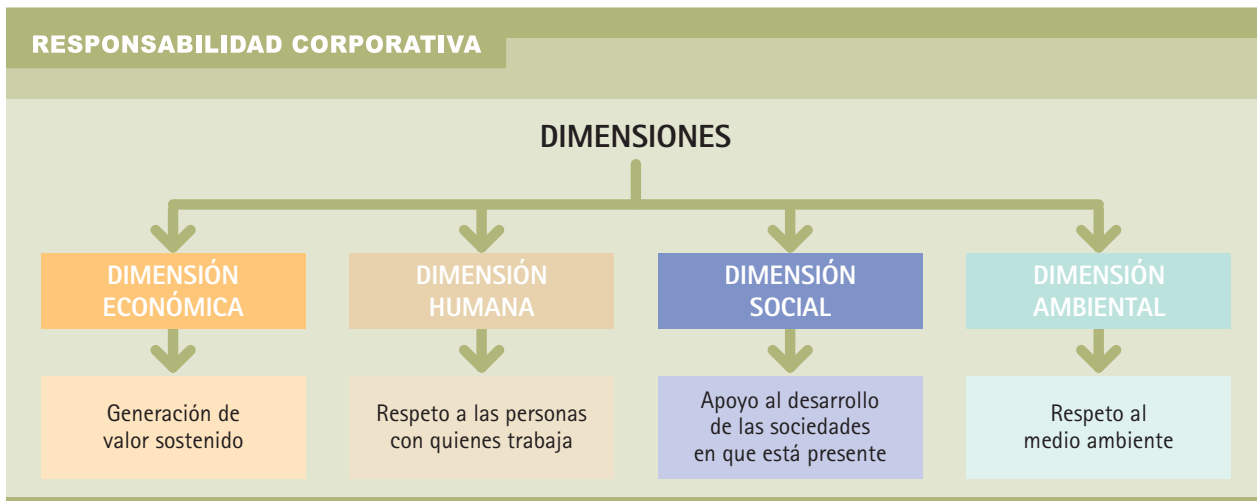 RESPONSABILIDAD CORPORATIVA
DIMENSIONES
DIMENSIÓN
ECONÓMICA
DIMENSIÓN
HUMANA
DIMENSIÓN
SOCIAL
DIMENSIÓN
AMBIENTAL
Generación de
valor sostenido
Respeto a las personas
con quienes trabaja
Apoyo al desarrollo
de las sociedades
en que está presente
Respeto al
medio ambiente